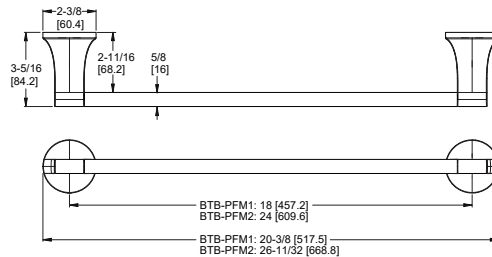 2-3/8
[60.4]
3-5/16
[84.2]
2-11/16
[68.2]
5/8
[16]
BTB-PFM1: 18 [457.2]
BTB-PFM2: 24 [609.6]
BTB-PFM1: 20-3/8 [517.5]
BTB-PFM2: 26-11/32 [668.8]